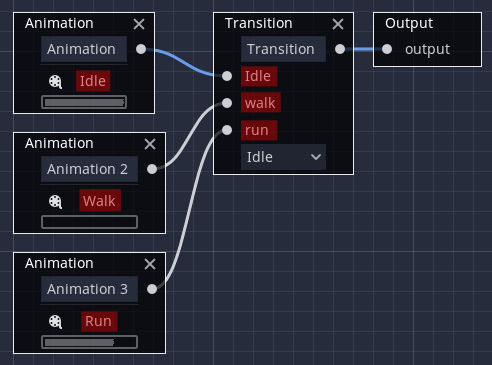 Animation
Animation
Idle
Animation
Animation 2
Walk
Animation
Animation 3
Run
Transition
Transition
Idle
walk
run
Idle
Output
output